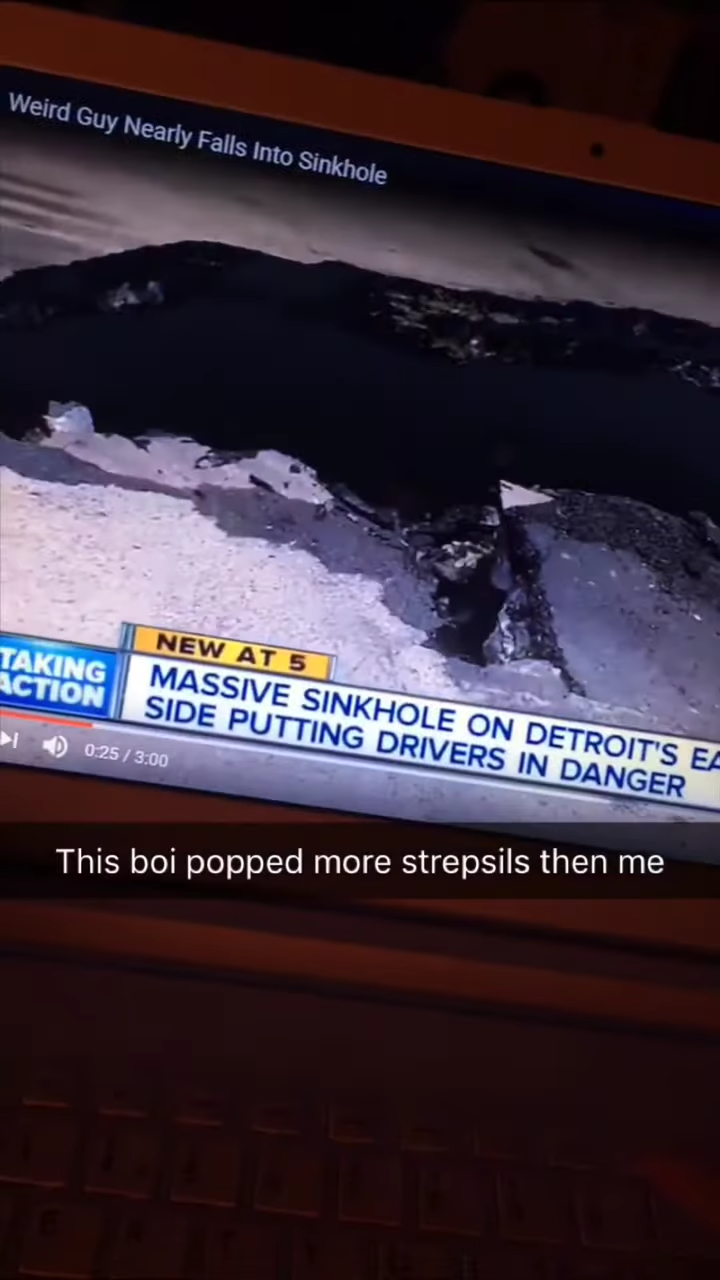 Weird Guy Nearly Falls Into Sinkhole
NEW AT 5
TAKING
ACTION
MASSIVE SINKHOLE ON DETROIT'S EA
SIDE PUTTING DRIVERS IN DANGER
0:25 / 3:00
This boi popped more strepsils then me